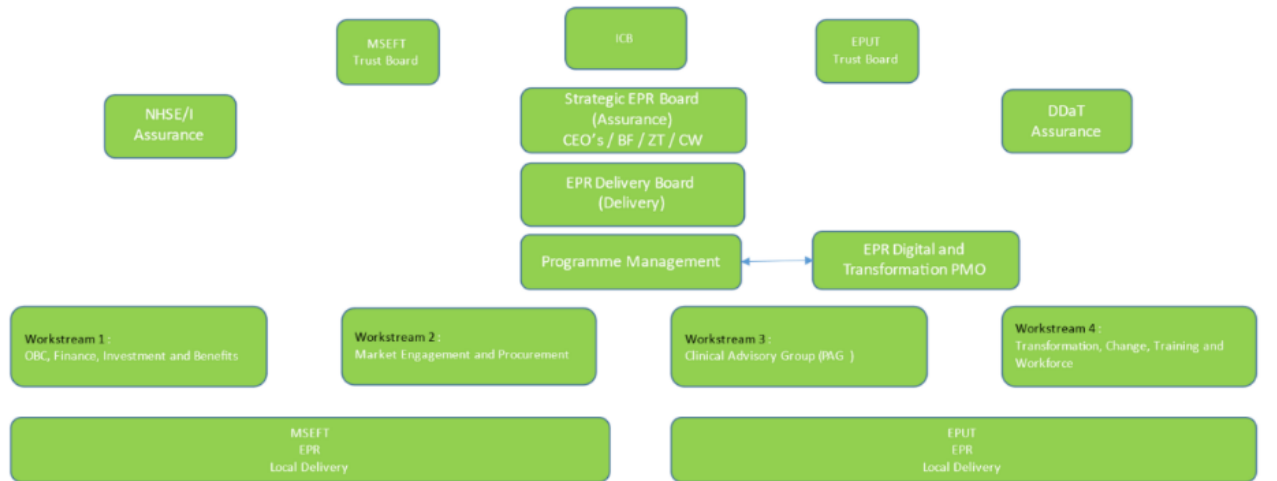 MSEFT
Trust Board
ICB
EPUT
Trust Board
NHSE/I
Assurance
Strategic EPR Board
(Assurance)
CEO's / BF / ZT / CW
DDaT
Assurance
EPR Delivery Board
(Delivery)
Programme Management
EPR Digital and
Transformation PMO
Workstream 1 :
OBC, Finance, Investment and Benefits
Workstream 2 :
Market Engagement and Procurement
Workstream 3 :
Clinical Advisory Group (PAG )
Workstream 4 :
Transformation, Change, Training and
Workforce
MSEFT
EPR
Local Delivery
EPUT
EPR
Local Delivery